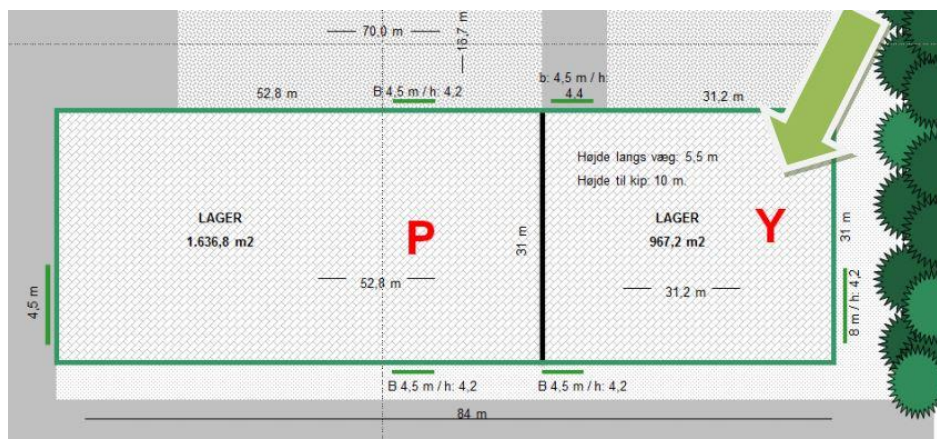 70,0 m
16,7 m
52,8 m
B 4,5 m / h: 4,2
b: 4,5 m / h:
4.4
31,2 m
Højde langs væg: 5,5 m
Højde til kip: 10 m.
LAGER
1.636,8 m2
P
31 m
LAGER
967,2 m2
Y
31 m
52,8 m
31,2 m
4,5 m
8 m / h: 4,2
B 4,5 m / h: 4,2
B 4,5 m / h: 4,2
84 m